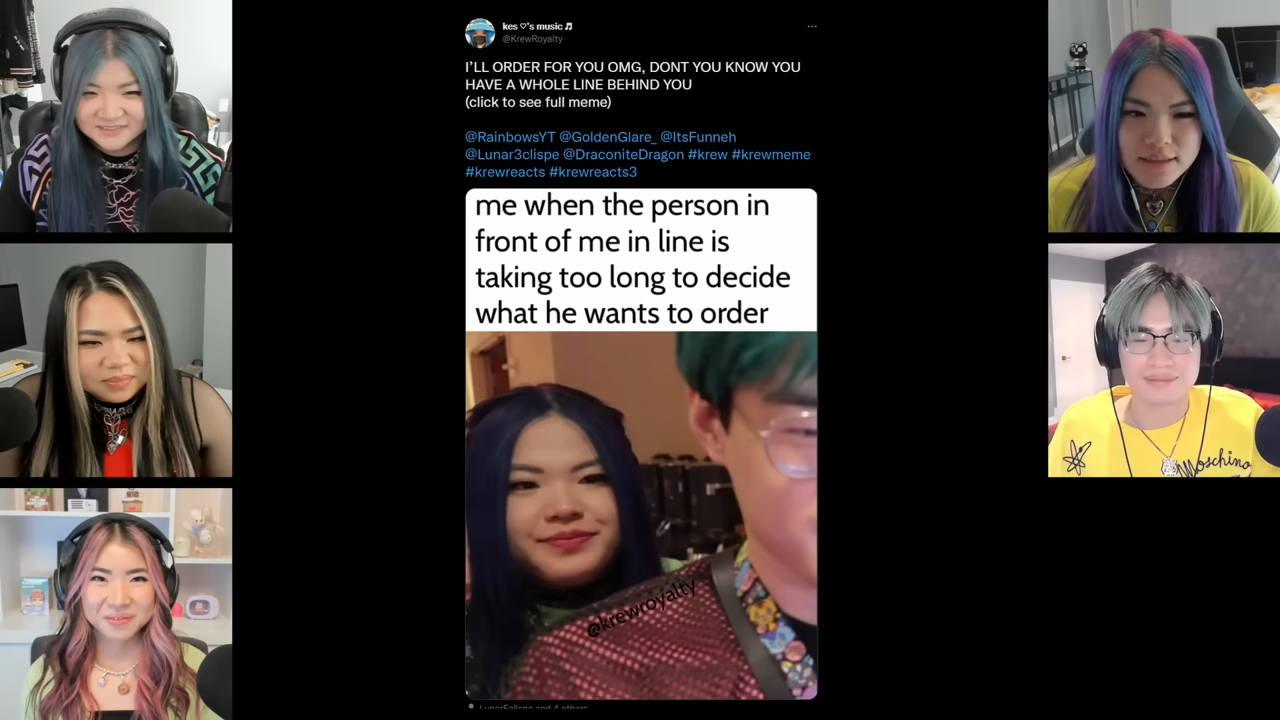 kes ♡'s music 🎵
@KrewRoyalty
I'LL ORDER FOR YOU OMG, DONT YOU KNOW YOU
HAVE A WHOLE LINE BEHIND YOU
(click to see full meme)
@RainbowsYT @GoldenGlare_ @ItsFunneh
@Lunar3clispe @DraconiteDragon #krew #krewmeme
#krewreacts #krewreacts3
me when the person in
front of me in line is
taking too long to decide
what he wants to order
@krewroyalty
Moschino